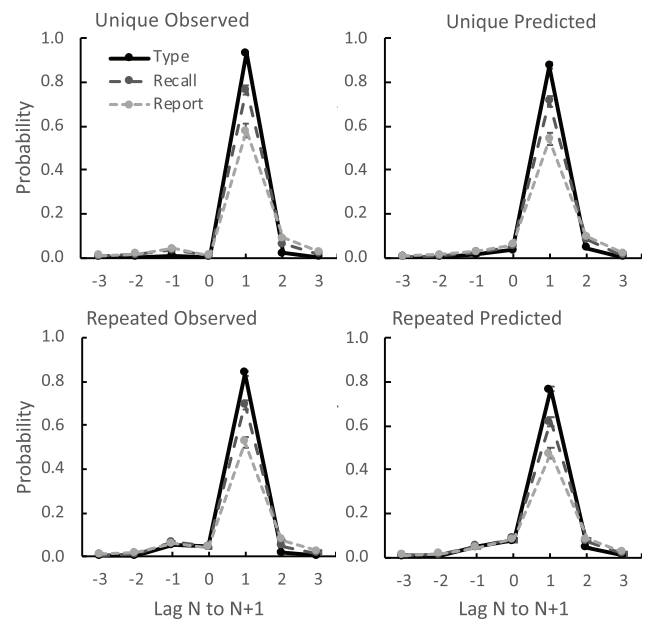 Unique Observed
Unique Predicted
1.0
0.8
0.6
0.4
0.2
0.0
Probability
Type
Recall
Report
-3 -2 -1 0 1 2 3
1.0
0.8
0.6
0.4
0.2
0.0
-3 -2 -1 0 1 2 3
Repeated Observed
Repeated Predicted
1.0
0.8
0.6
0.4
0.2
0.0
Probability
-3 -2 -1 0 1 2 3
Lag N to N+1
1.0
0.8
0.6
0.4
0.2
0.0
-3 -2 -1 0 1 2 3
Lag N to N+1